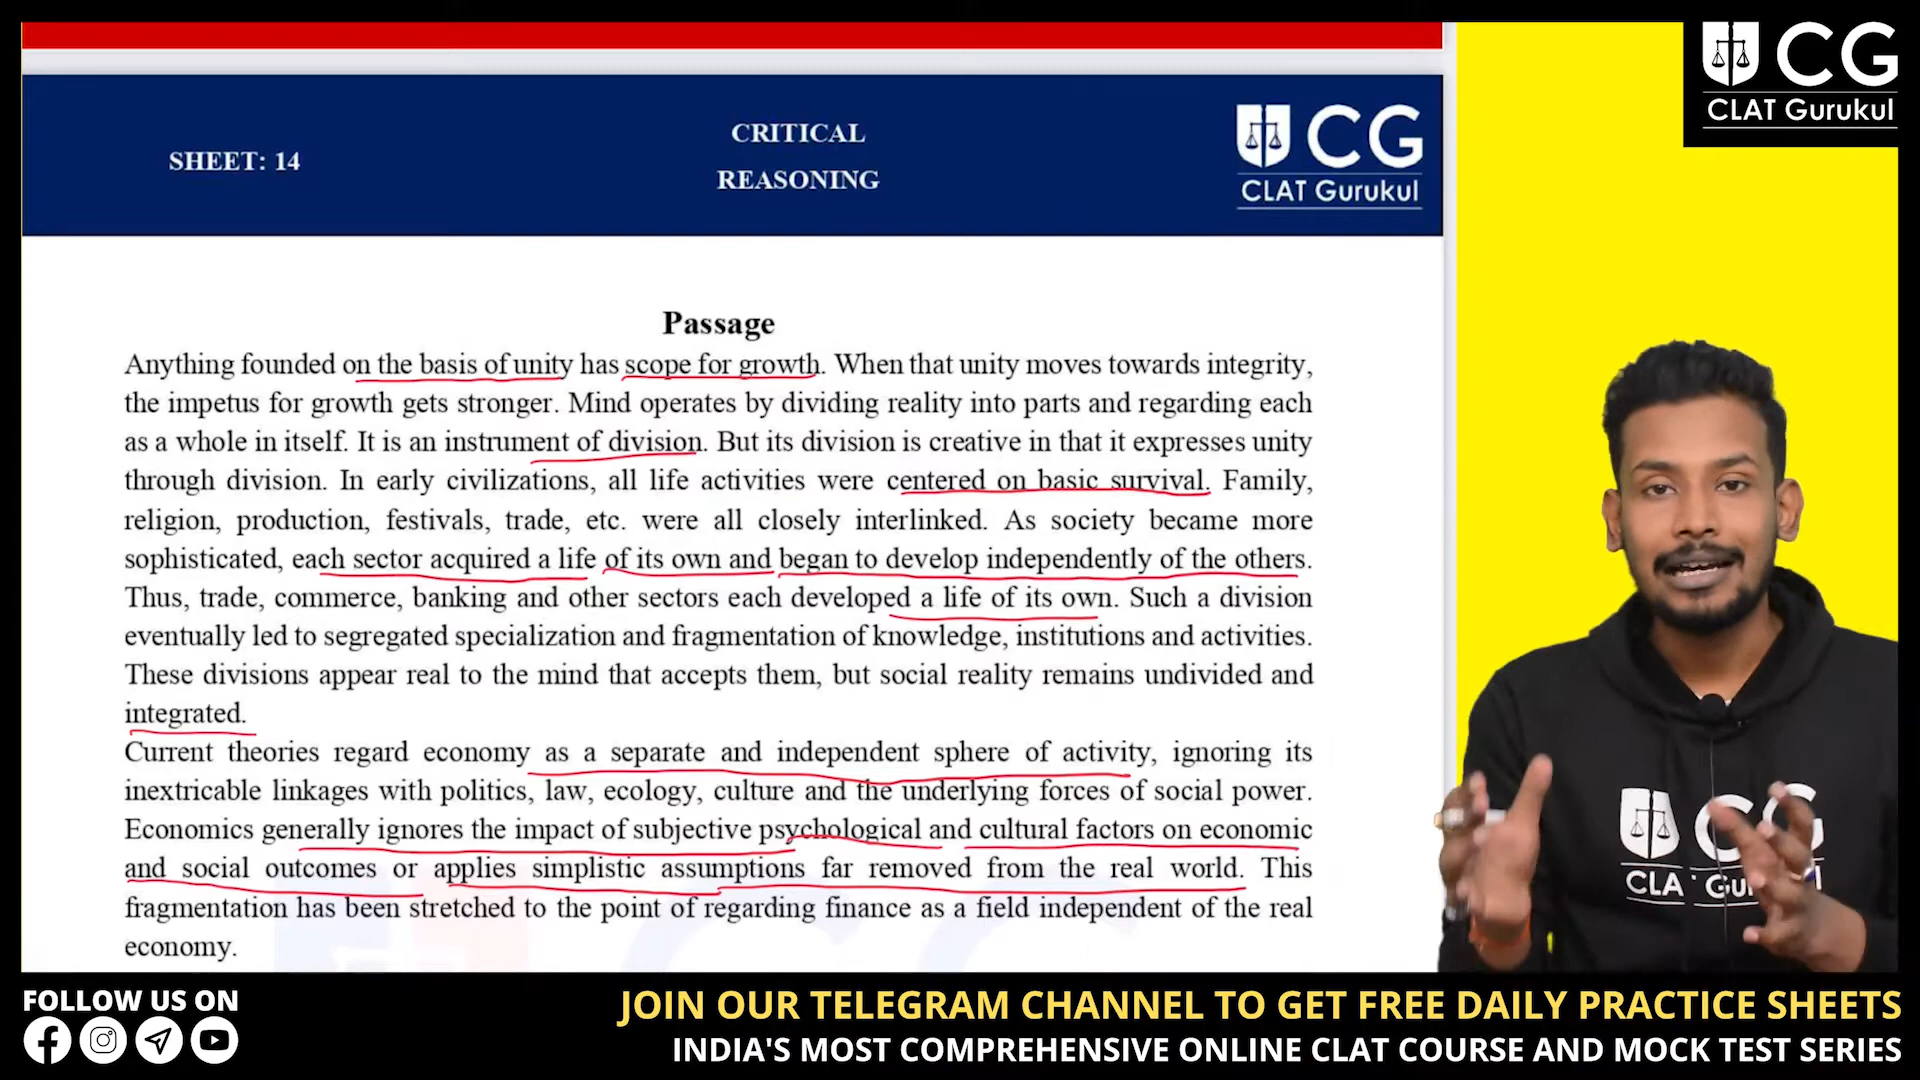 CG
CLAT Gurukul
SHEET: 14
CRITICAL
REASONING
CG
CLAT Gurukul
Passage
Anything founded on the basis of unity has scope for growth. When that unity moves towards integrity,
the impetus for growth gets stronger. Mind operates by dividing reality into parts and regarding each
as a whole in itself. It is an instrument of division. But its division is creative in that it expresses unity
through division. In early civilizations, all life activities were centered on basic survival. Family,
religion, production, festivals, trade, etc. were all closely interlinked. As society became more
sophisticated, each sector acquired a life of its own and began to develop independently of the others.
Thus, trade, commerce, banking and other sectors each developed a life of its own. Such a division
eventually led to segregated specialization and fragmentation of knowledge, institutions and activities.
These divisions appear real to the mind that accepts them, but social reality remains undivided and
integrated.
Current theories regard economy as a separate and independent sphere of activity, ignoring its
inextricable linkages with politics, law, ecology, culture and the underlying forces of social power.
Economics generally ignores the impact of subjective psychological and cultural factors on economic
and social outcomes or applies simplistic assumptions far removed from the real world. This
fragmentation has been stretched to the point of regarding finance as a field independent of the real
economy.
FOLLOW US ON
JOIN OUR TELEGRAM CHANNEL TO GET FREE DAILY PRACTICE SHEETS
INDIA'S MOST COMPREHENSIVE ONLINE CLAT COURSE AND MOCK TEST SERIES